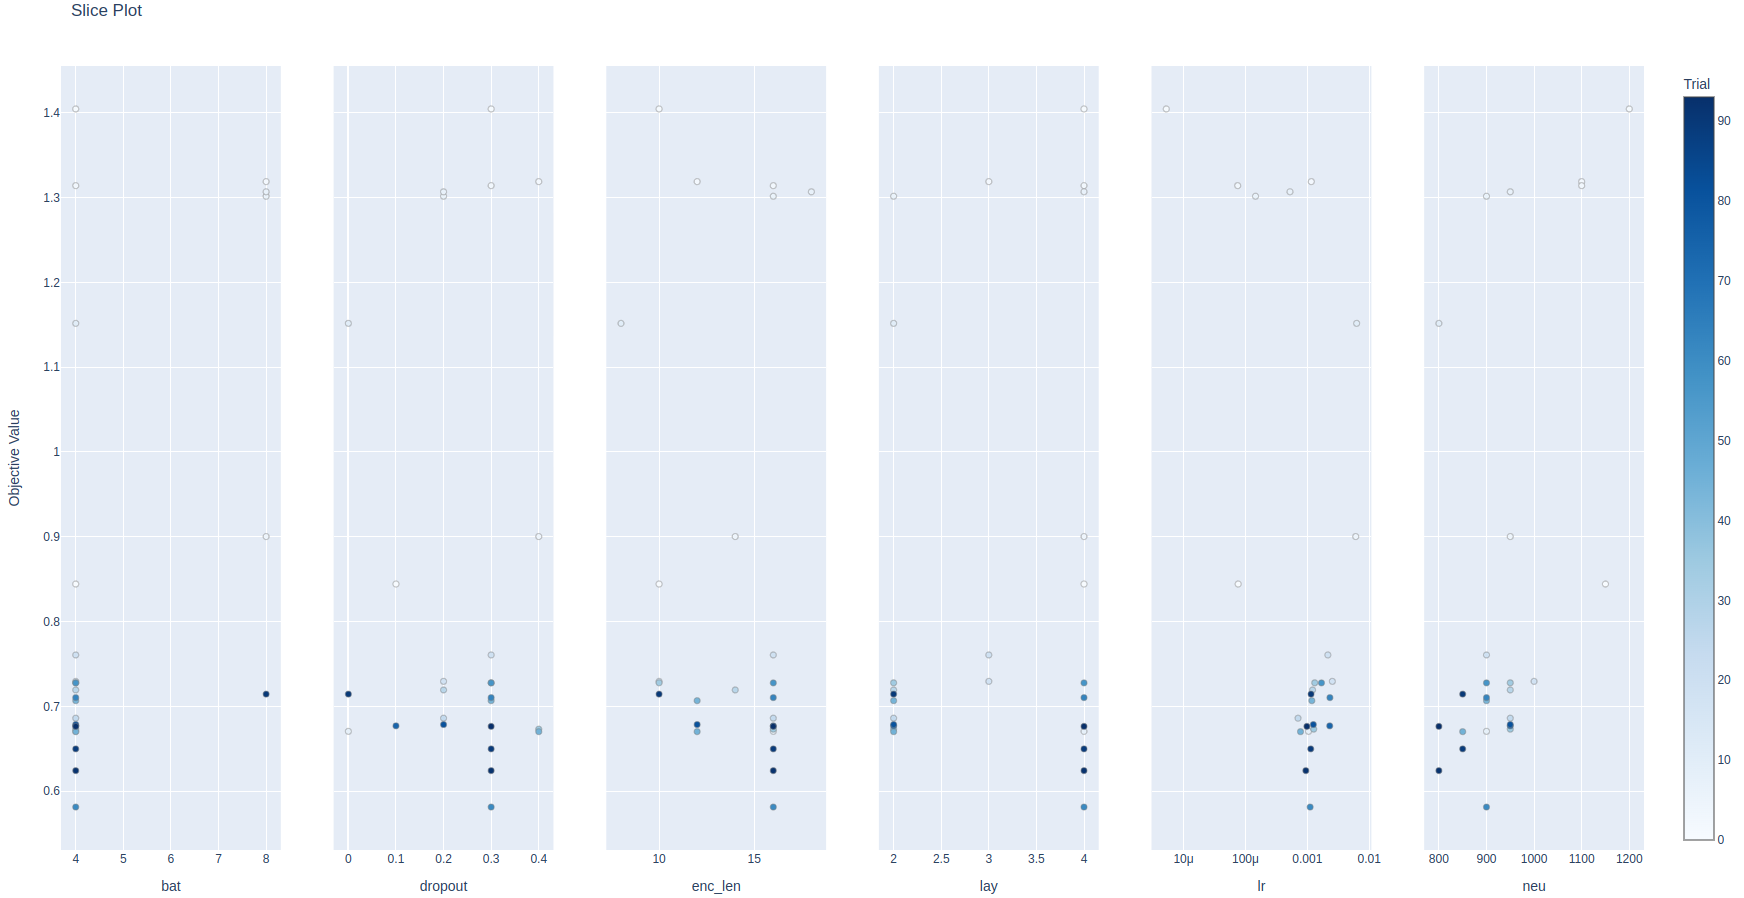 Slice Plot
Trial
Objective Value
1.4
1.3
1.2
1.1
1
0.9
0.8
0.7
0.6
4 5 6 7 8
bat
0 0.1 0.2 0.3 0.4
dropout
10 15
enc_len
2 2.5 3 3.5 4
lay
10μ 100μ 0.001 0.01
lr
800 900 1000 1100 1200
neu
90
80
70
60
50
40
30
20
10
0